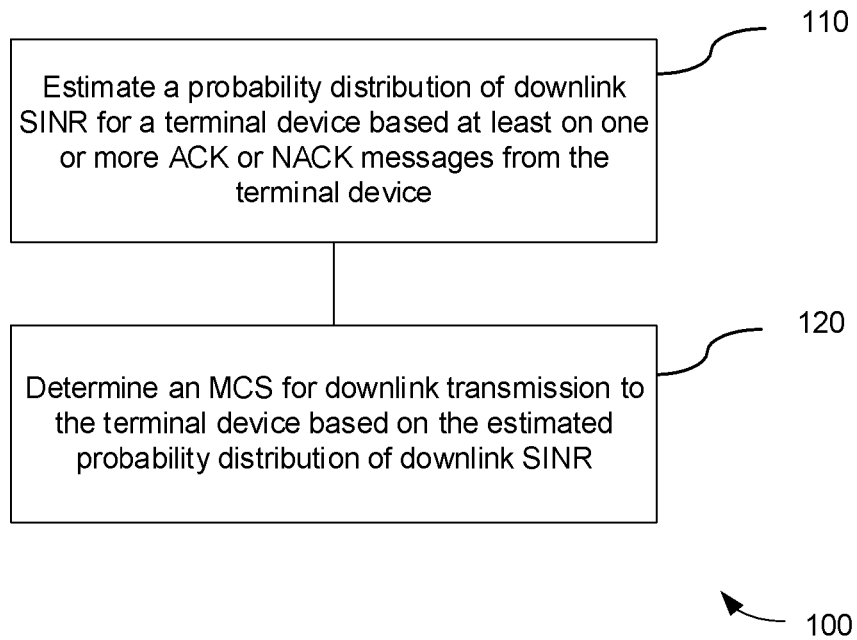 110
Estimate a probability distribution of downlink
SINR for a terminal device based at least on one
or more ACK or NACK messages from the
terminal device
120
Determine an MCS for downlink transmission to
the terminal device based on the estimated
probability distribution of downlink SINR
100